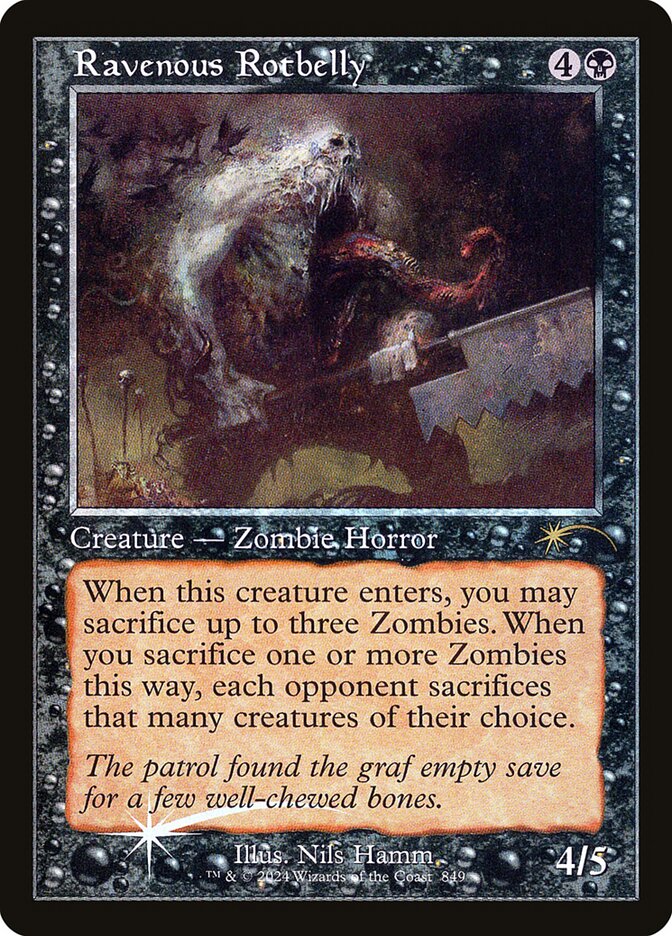 Ravenous Rotbelly 4
Creature — Zombie Horror
When this creature enters, you may
sacrifice up to three Zombies. When
you sacrifice one or more Zombies
this way, each opponent sacrifices
that many creatures of their choice.
The patrol found the graf empty save
for a few well-chewed bones.
Illus. Nils Hamm
™ & © 2024 Wizards of the Coast 849
4/5